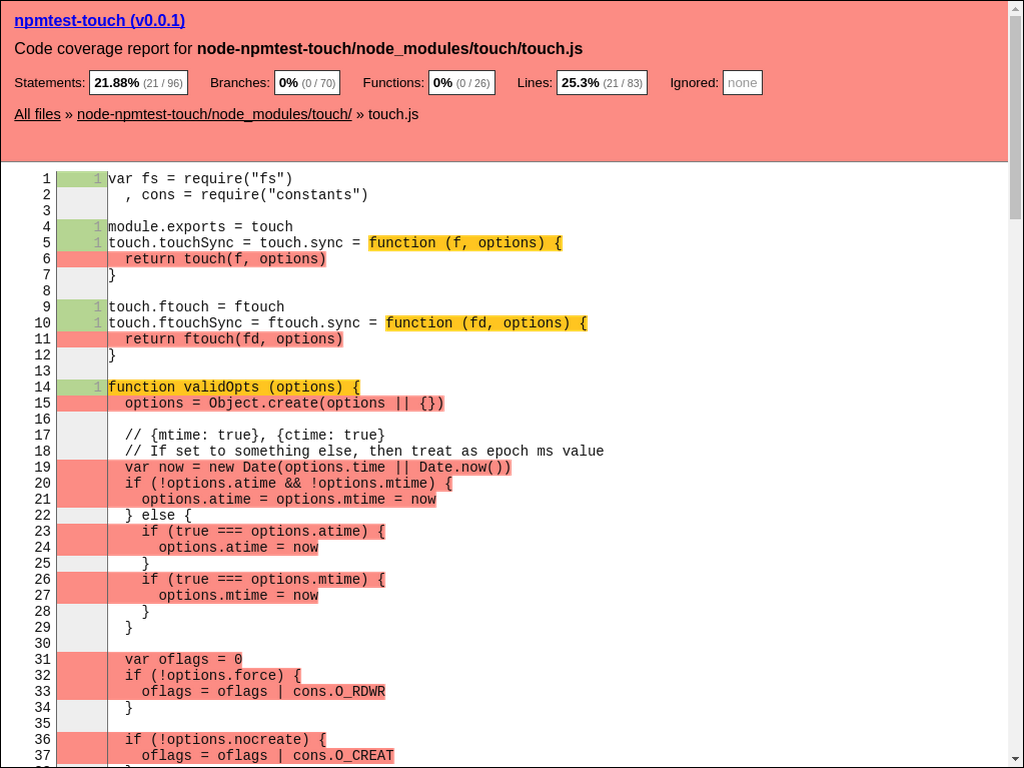 npmtest-touch (v0.0.1)
Code coverage report for node-npmtest-touch/node_modules/touch/touch.js
Statements: 21.88% (21 / 96) Branches: 0% (0 / 70) Functions: 0% (0 / 26) Lines: 25.3% (21 / 83) Ignored: none
All files » node-npmtest-touch/node_modules/touch/ » touch.js
1 1 var fs = require("fs")
2 , cons = require("constants")
3
4 1 module.exports = touch
5 1 touch.touchSync = touch.sync = function (f, options) {
6 return touch(f, options)
7 }
8
9 1 touch.ftouch = ftouch
10 1 touch.ftouchSync = ftouch.sync = function (fd, options) {
11 return ftouch(fd, options)
12 }
13
14 1 function validOpts (options) {
15 options = Object.create(options || {})
16
17 // {mtime: true}, {ctime: true}
18 // If set to something else, then treat as epoch ms value
19 var now = new Date(options.time || Date.now())
20 if (!options.atime && !options.mtime) {
21 options.atime = options.mtime = now
22 } else {
23 if (true === options.atime) {
24 options.atime = now
25 }
26 if (true === options.mtime) {
27 options.mtime = now
28 }
29 }
30
31 var oflags = 0
32 if (!options.force) {
33 oflags = oflags | cons.O_RDWR
34 }
35
36 if (!options.nocreate) {
37 oflags = oflags | cons.O_CREAT